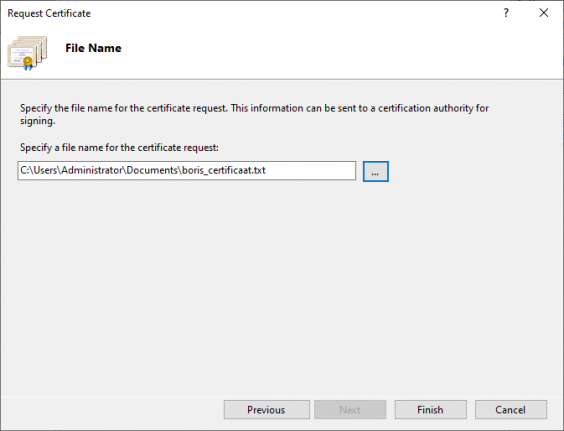 Request Certificate
?
File Name
Specify the file name for the certificate request. This information can be sent to a certification authority for
signing.
Specify a file name for the certificate request:
C:\Users\Administrator\Documents\boris_certificaat.txt
...
Previous
Next
Finish
Cancel